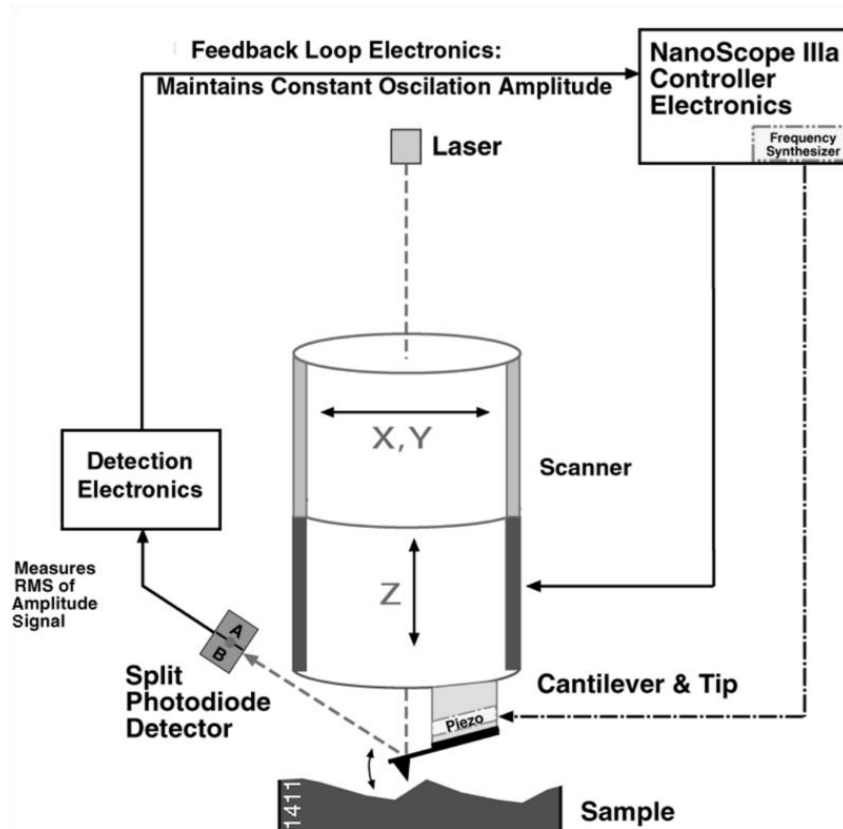 Feedback Loop Electronics:
Maintains Constant Oscilation Amplitude
NanoScope IIIa
Controller
Electronics
Frequency
Synthesizer
Laser
X, Y
Detection
Electronics
Scanner
Z
Measures
RMS of
Amplitude
Signal
A
B
Split
Photodiode
Detector
Cantilever & Tip
Piezo
1411
Sample